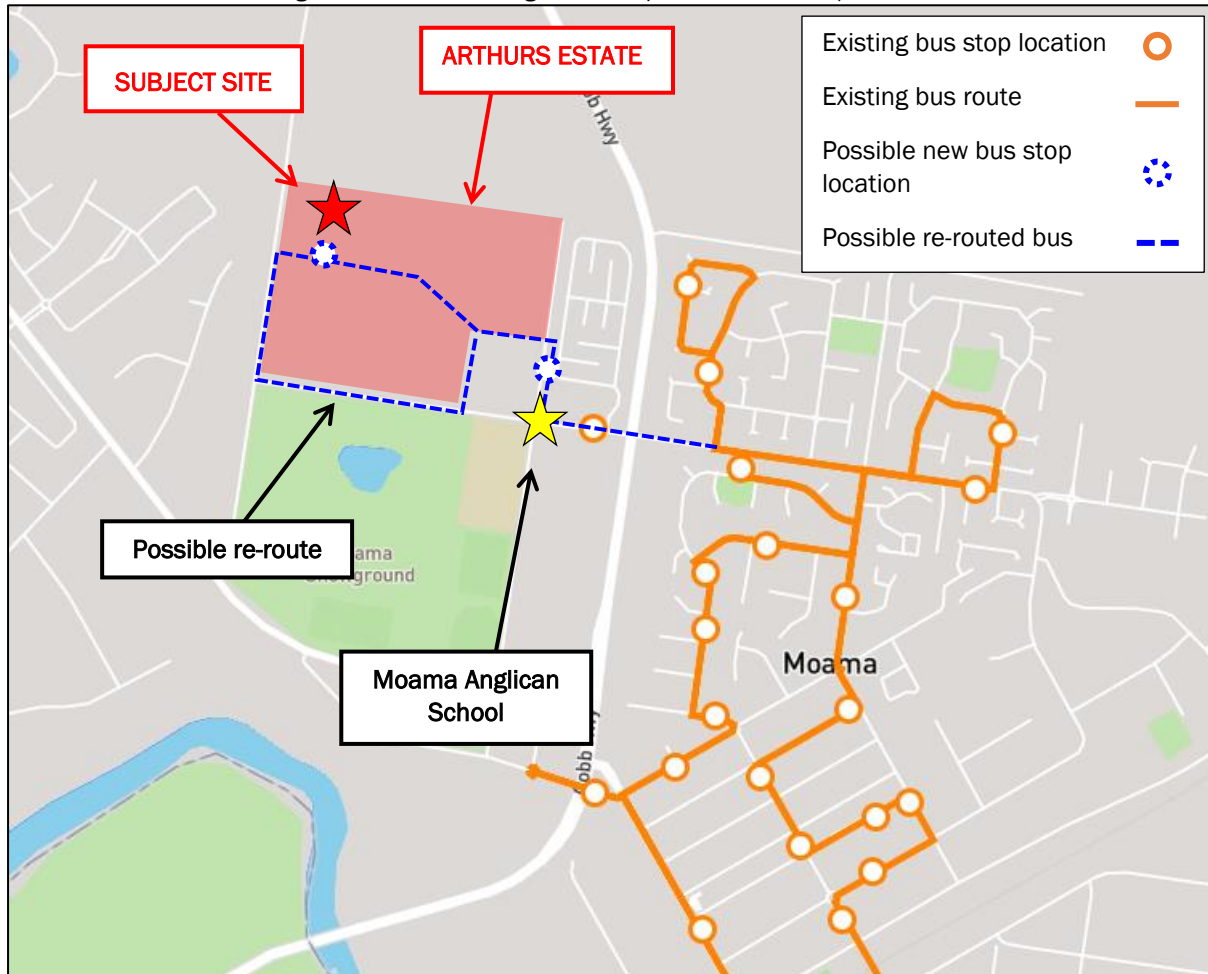 ARTHURS ESTATE
SUBJECT SITE
Existing bus stop location
Existing bus route
Possible new bus stop
location
Possible re-routed bus
Hwy
Possible re-route
Showground
Moama Anglican
School
Moama